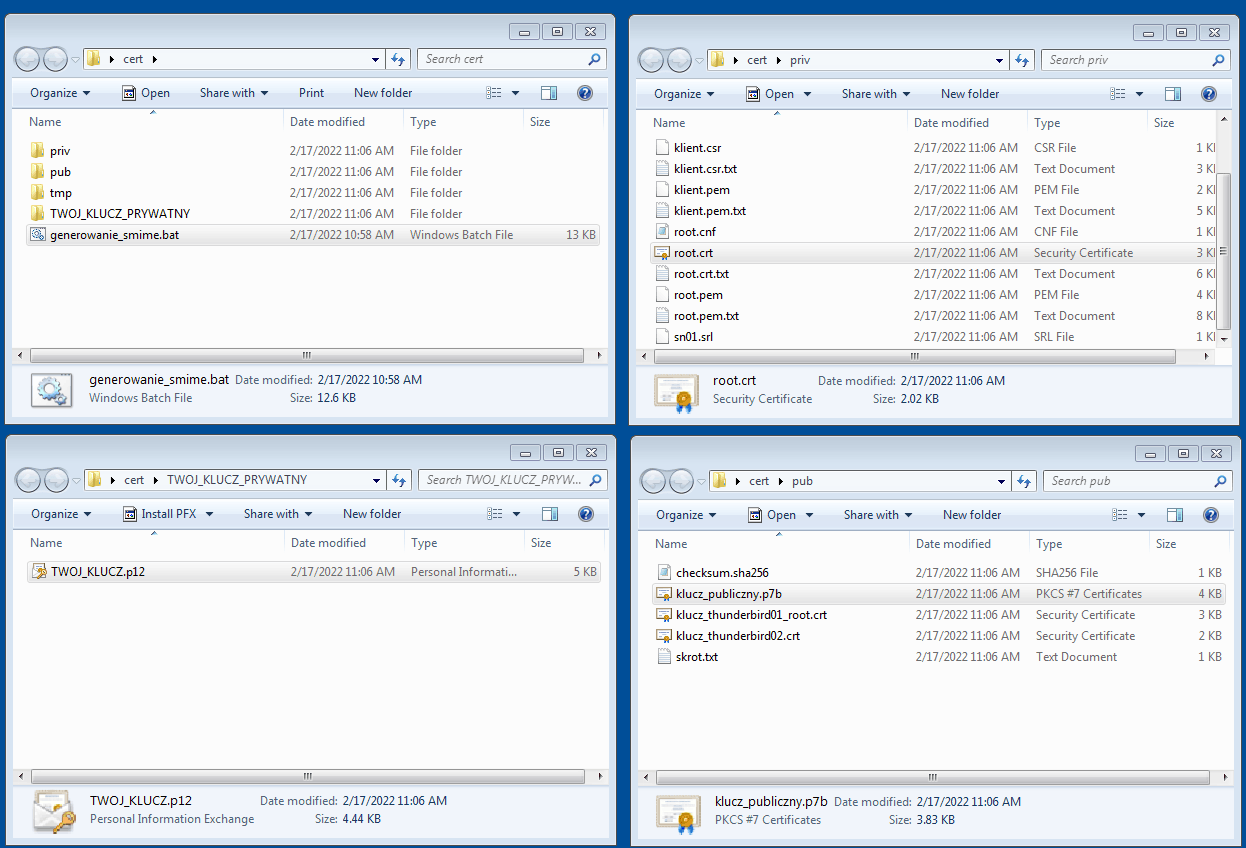 cert
Search cert
Organize Open Share with Print New folder
Name Date modified Type Size
priv 2/17/2022 11:06 AM File folder
pub 2/17/2022 11:06 AM File folder
tmp 2/17/2022 11:06 AM File folder
TWOJ_KLUCZ_PRYWATNY 2/17/2022 11:06 AM File folder
generowanie_smime.bat 2/17/2022 10:58 AM Windows Batch File 13 KB
generowanie_smime.bat Date modified: 2/17/2022 10:58 AM
Windows Batch File Size: 12.6 KB
cert priv
Search priv
Organize Open Share with New folder
Name Date modified Type Size
klient.csr 2/17/2022 11:06 AM CSR File 1 KI
klient.csr.txt 2/17/2022 11:06 AM Text Document 3 KI
klient.pem 2/17/2022 11:06 AM PEM File 2 KI
klient.pem.txt 2/17/2022 11:06 AM Text Document 5 KI
root.cnf 2/17/2022 11:06 AM CNF File 1 KI
root.crt 2/17/2022 11:06 AM Security Certificate 3 KI
root.crt.txt 2/17/2022 11:06 AM Text Document 6 KI
root.pem 2/17/2022 11:06 AM PEM File 4 KI
root.pem.txt 2/17/2022 11:06 AM Text Document 8 KI
sn01.srl 2/17/2022 11:06 AM SRL File 1 KI
root.crt Date modified: 2/17/2022 11:06 AM
Security Certificate Size: 2.02 KB
cert TWOJ_KLUCZ_PRYWATNY
Search TWOJ_KLUCZ_PRYW...
Organize Install PFX Share with New folder
Name Date modified Type Size
TWOJ_KLUCZ.p12 2/17/2022 11:06 AM Personal Informati... 5 KB
TWOJ_KLUCZ.p12 Date modified: 2/17/2022 11:06 AM
Personal Information Exchange Size: 4.44 KB
cert pub
Search pub
Organize Open Share with New folder
Name Date modified Type Size
checksum.sha256 2/17/2022 11:06 AM SHA256 File 1 KB
klucz_publiczny.p7b 2/17/2022 11:06 AM PKCS #7 Certificates 4 KB
klucz_thunderbird01_root.crt 2/17/2022 11:06 AM Security Certificate 3 KB
klucz_thunderbird02.crt 2/17/2022 11:06 AM Security Certificate 2 KB
skrot.txt 2/17/2022 11:06 AM Text Document 1 KB
klucz_publiczny.p7b Date modified: 2/17/2022 11:06 AM
PKCS #7 Certificates Size: 3.83 KB